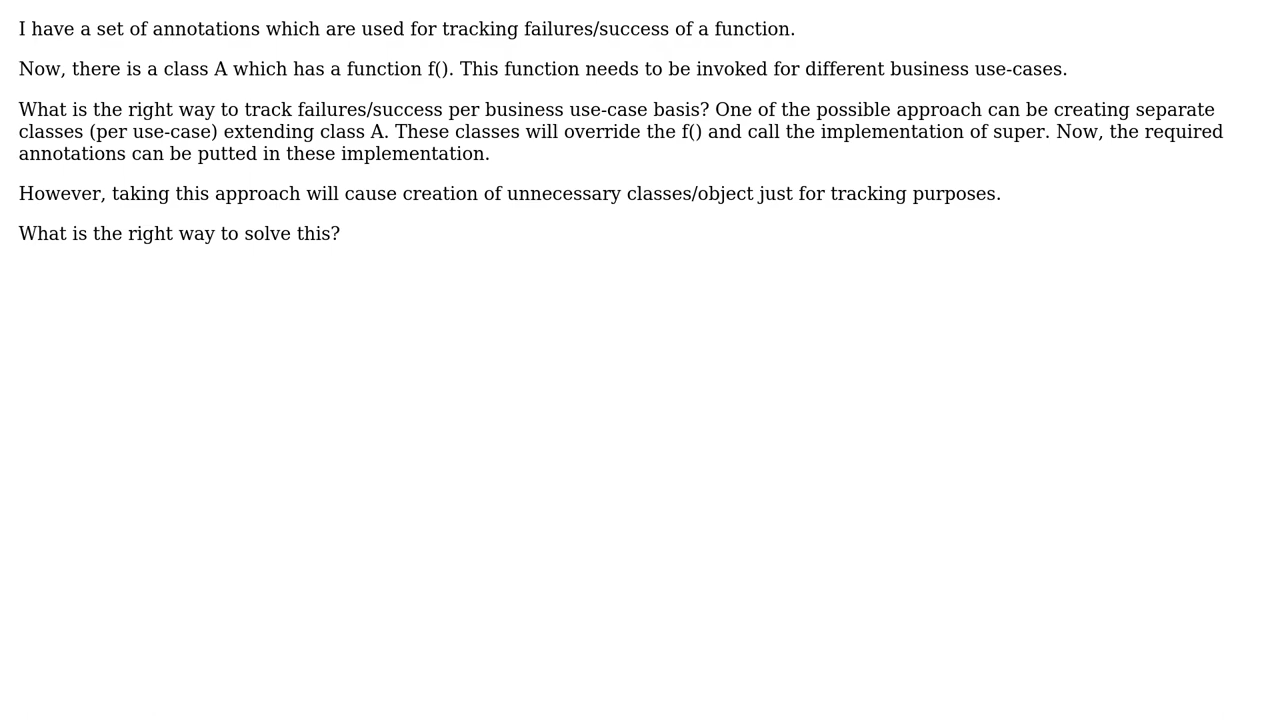 I have a set of annotations which are used for tracking failures/success of a function.
Now, there is a class A which has a function f(). This function needs to be invoked for different business use-cases.
What is the right way to track failures/success per business use-case basis? One of the possible approach can be creating separate
classes (per use-case) extending class A. These classes will override the f() and call the implementation of super. Now, the required
annotations can be putted in these implementation.
However, taking this approach will cause creation of unnecessary classes/object just for tracking purposes.
What is the right way to solve this?